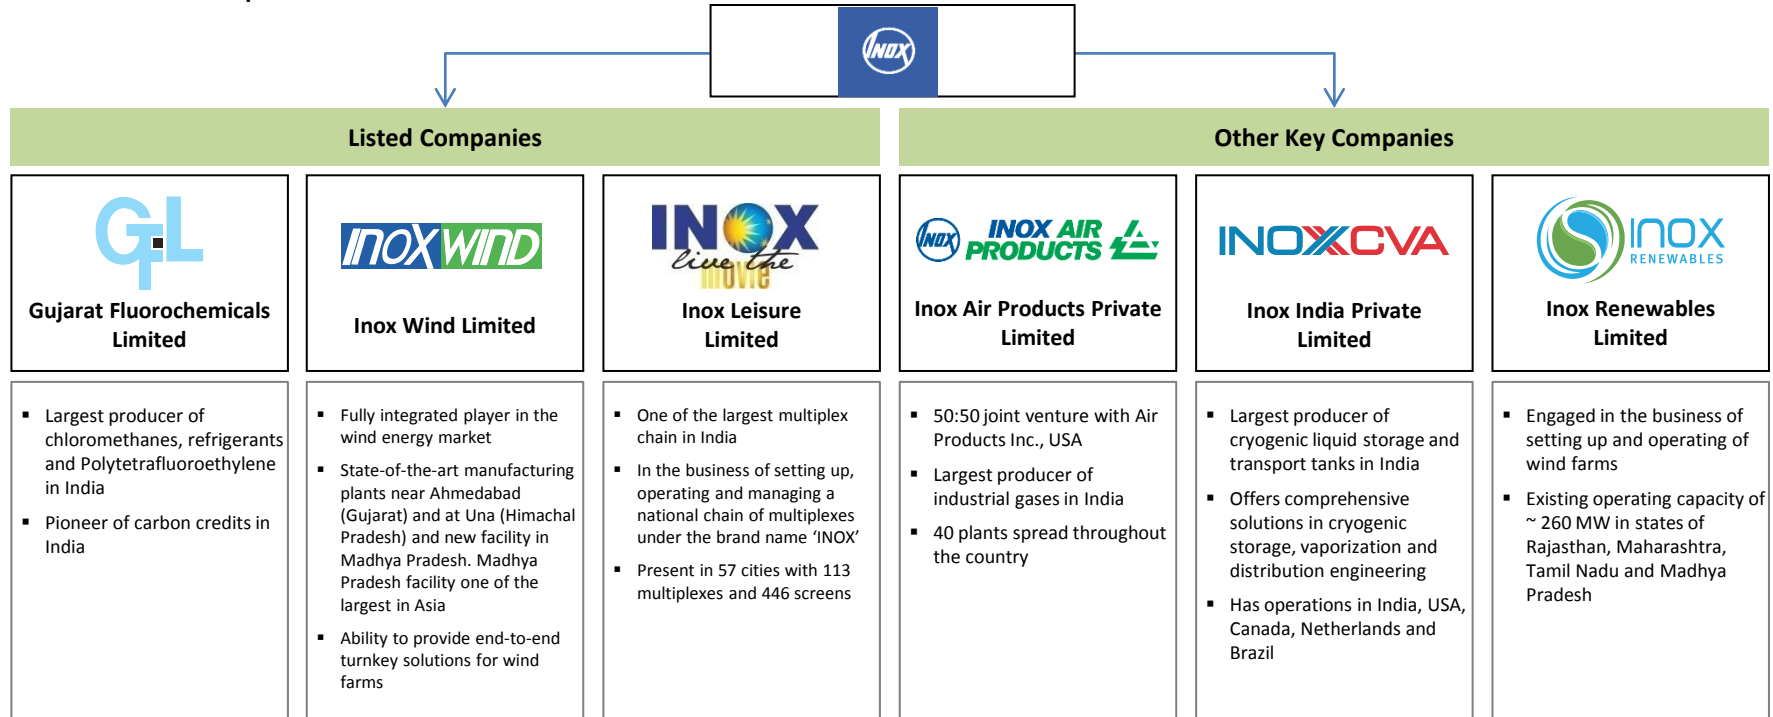 INOX
Listed Companies
Other Key Companies
GFL
Gujarat Fluorochemicals
Limited
INOXWIND
Inox Wind Limited
INOX
live the
movie
Inox Leisure
Limited
INOX
INOX AIR
PRODUCTS
Inox Air Products Private
Limited
INOXCVA
Inox India Private
Limited
INOX
RENEWABLES
Inox Renewables
Limited
▪ Largest producer of
chloromethanes, refrigerants
and Polytetrafluoroethylene
in India
▪ Pioneer of carbon credits in
India
▪ Fully integrated player in the
wind energy market
▪ State-of-the-art manufacturing
plants near Ahmedabad
(Gujarat) and at Una (Himachal
Pradesh) and new facility in
Madhya Pradesh. Madhya
Pradesh facility one of the
largest in Asia
▪ Ability to provide end-to-end
turnkey solutions for wind
farms
▪ One of the largest multiplex
chain in India
▪ In the business of setting up,
operating and managing a
national chain of multiplexes
under the brand name ‘INOX’
▪ Present in 57 cities with 113
multiplexes and 446 screens
▪ 50:50 joint venture with Air
Products Inc., USA
▪ Largest producer of
industrial gases in India
▪ 40 plants spread throughout
the country
▪ Largest producer of
cryogenic liquid storage and
transport tanks in India
▪ Offers comprehensive
solutions in cryogenic
storage, vaporization and
distribution engineering
▪ Has operations in India, USA,
Canada, Netherlands and
Brazil
▪ Engaged in the business of
setting up and operating of
wind farms
▪ Existing operating capacity of
~ 260 MW in states of
Rajasthan, Maharashtra,
Tamil Nadu and Madhya
Pradesh